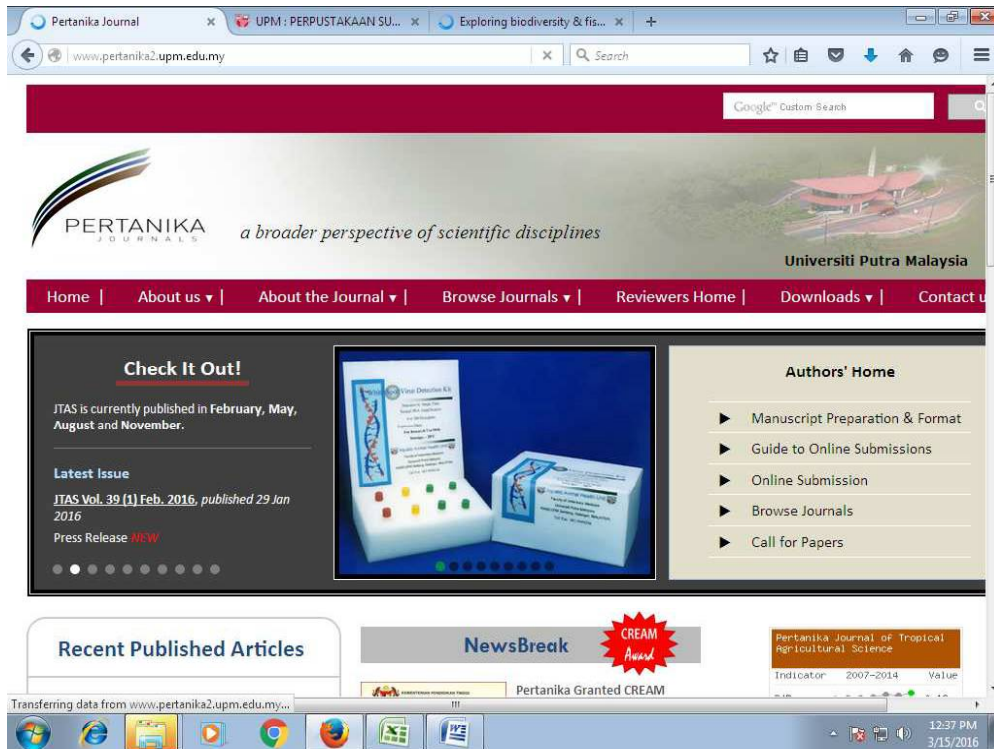 Pertanika Journal
UPM : PERPUSTAKAAN SU...
Exploring biodiversity & fis...
www.pertanika2.upm.edu.my
Search
Google™ Custom Search
PERTANIKA
JOURNALS
a broader perspective of scientific disciplines
Universiti Putra Malaysia
Home |
About us ▾ |
About the Journal ▾ |
Browse Journals ▾ |
Reviewers Home |
Downloads ▾ |
Contact u
Check It Out!
JTAS is currently published in February, May,
August and November.
Latest Issue
JTAS Vol. 39 (1) Feb. 2016, published 29 Jan
2016
Press Release NEW
Virus Detection Kit
Authors' Home
Manuscript Preparation & Format
Guide to Online Submissions
Online Submission
Browse Journals
Call for Papers
Recent Published Articles
NewsBreak
CREAM
Award
Pertanika Granted CREAM
Pertanika Journal of Tropical
Agricultural Science
Indicator 2007-2014 Value
Transferring data from www.pertanika2.upm.edu.my...
12:37 PM
3/15/2016